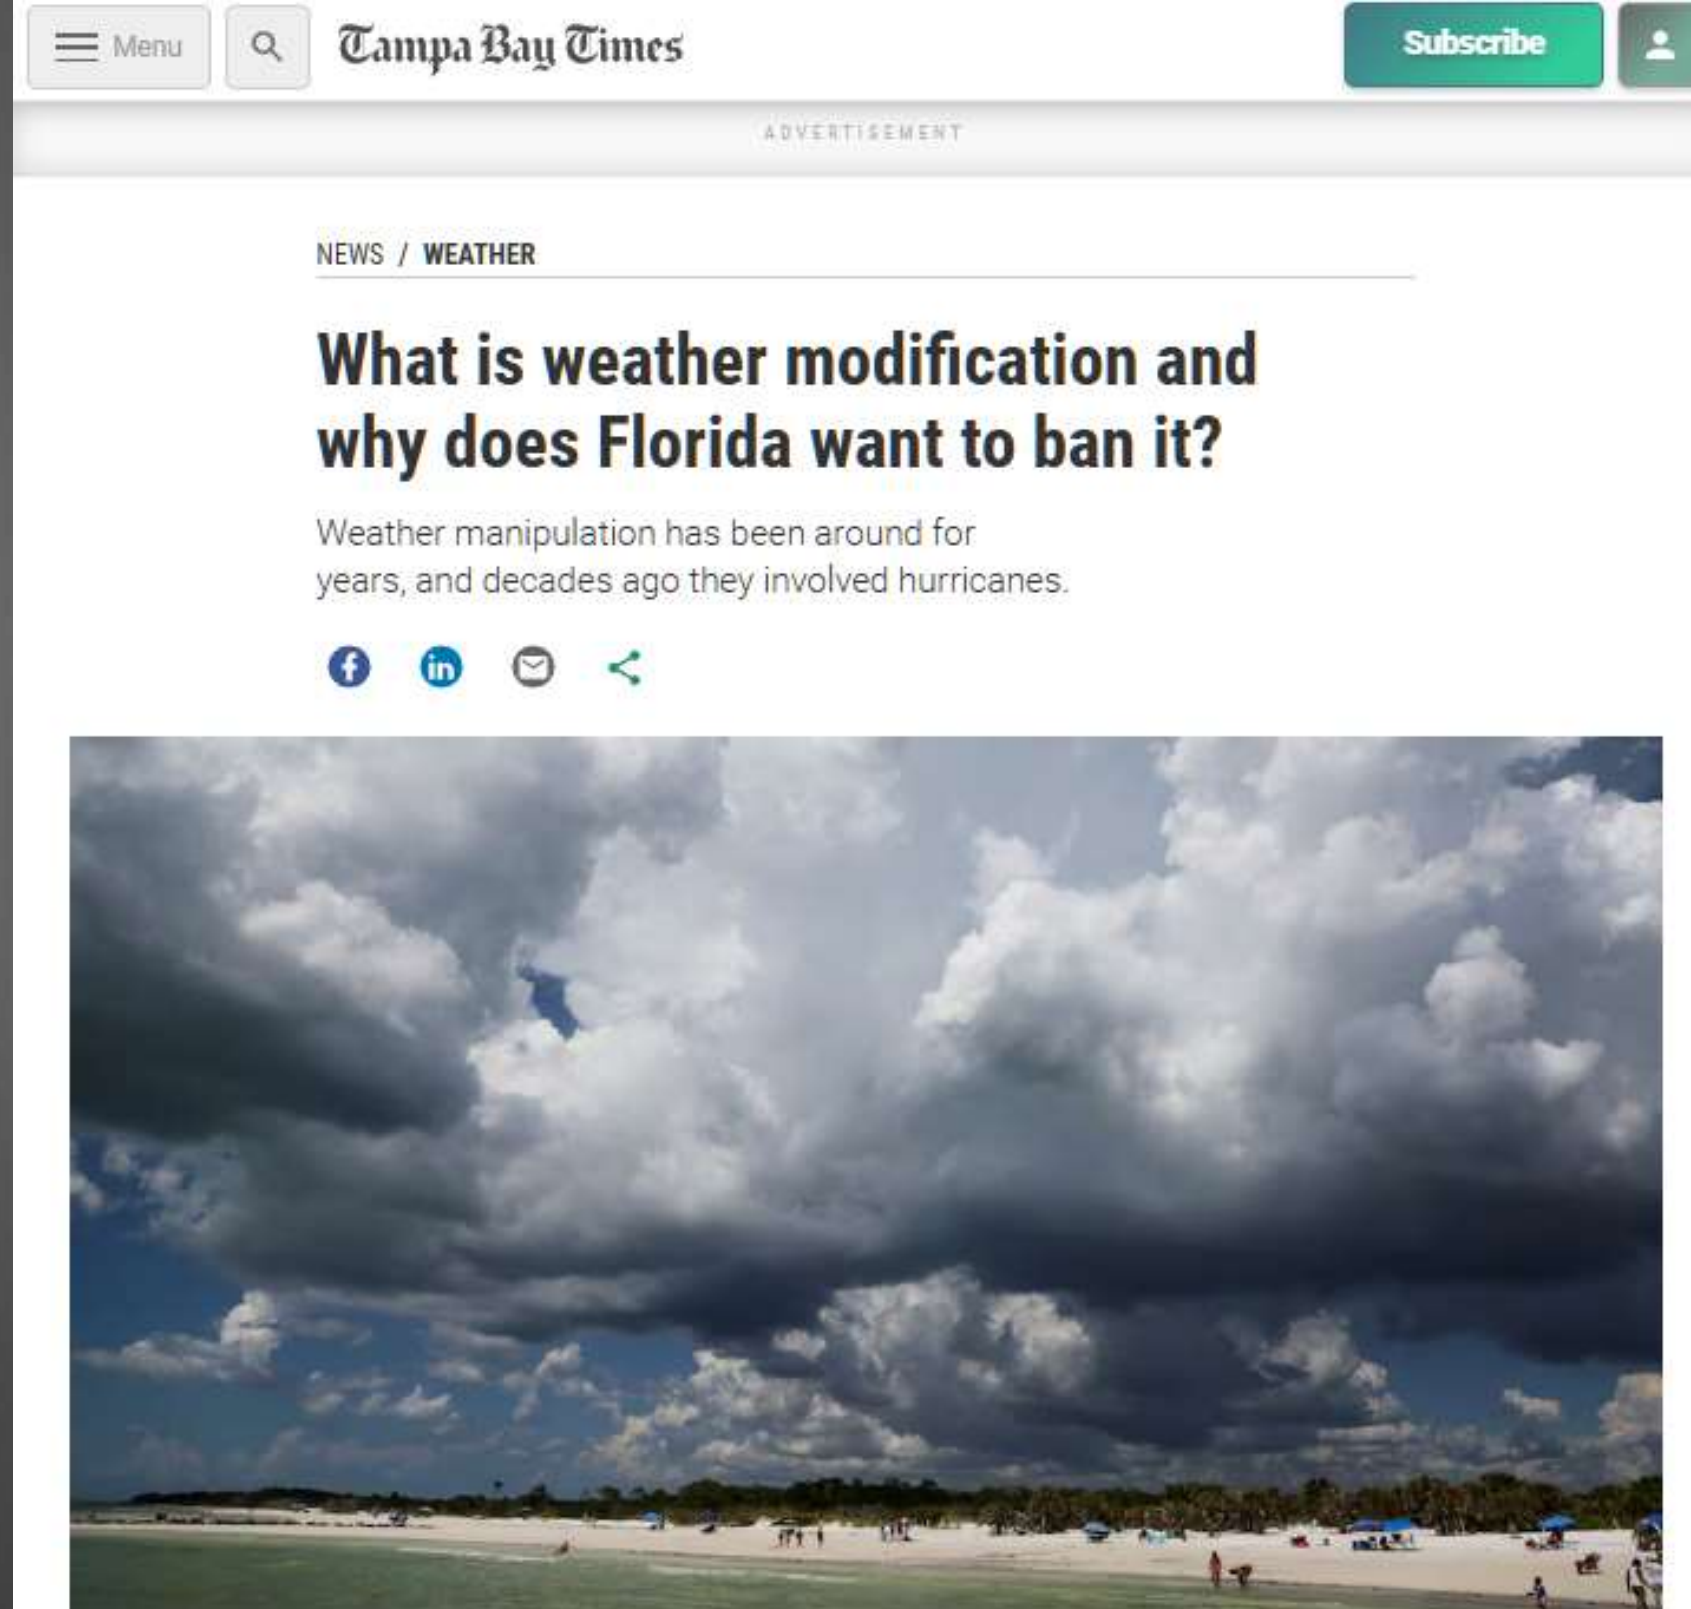 Menu
Tampa Bay Times
Subscribe
ADVERTISEMENT
NEWS / WEATHER
What is weather modification and
why does Florida want to ban it?
Weather manipulation has been around for
years, and decades ago they involved hurricanes.